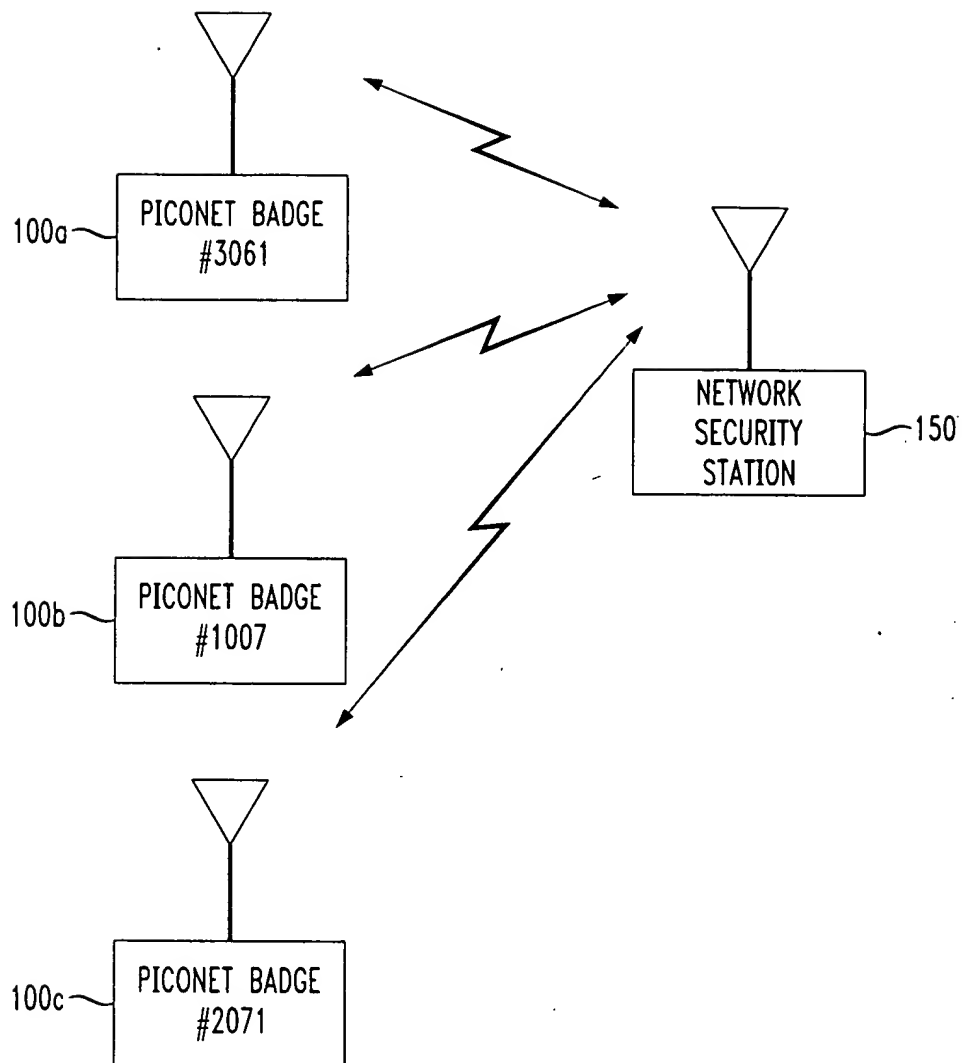 100a
PICONET BADGE
#3061
100b
PICONET BADGE
#1007
100c
PICONET BADGE
#2071
NETWORK
SECURITY
STATION
150